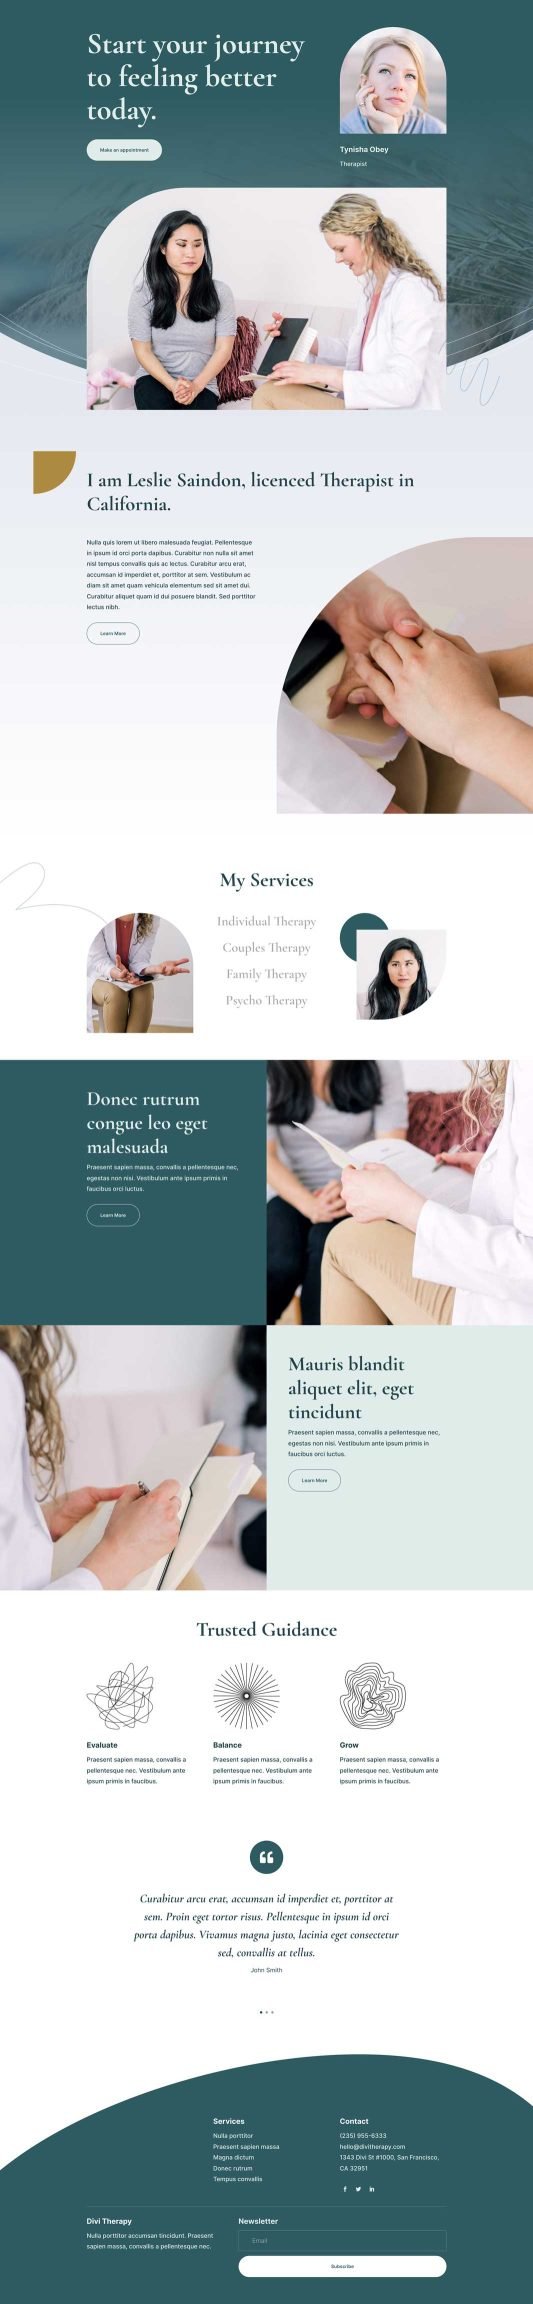 Start your journey
to feeling better
today.
Make an appointment
Tynisha Obey
Therapist
I am Leslie Saindon, licenced Therapist in
California.
Nulla quis lorem ut libero malesuada feugiat. Pellentesque
in ipsum id orci porta dapibus. Curabitur non nulla sit amet
nisl tempus convallis quis ac lectus. Curabitur arcu erat,
accumsan id imperdiet et, porttitor at sem. Vestibulum ac
diam sit amet quam vehicula elementum sed sit amet dui.
Curabitur aliquet quam id dui posuere blandit. Sed porttitor
lectus nibh.
Learn More
My Services
Individual Therapy
Couples Therapy
Family Therapy
Psycho Therapy
Donec rutrum
congue leo eget
malesuada
Praesent sapien massa, convallis a pellentesque nec,
egestas non nisi. Vestibulum ante ipsum primis in
faucibus orci luctus.
Learn More
Mauris blandit
aliquet elit, eget
tincidunt
Praesent sapien massa, convallis a pellentesque nec,
egestas non nisi. Vestibulum ante ipsum primis in
faucibus orci luctus.
Learn More
Trusted Guidance
Evaluate
Praesent sapien massa, convallis a
pellentesque nec. Vestibulum ante
ipsum primis in faucibus.
Balance
Praesent sapien massa, convallis a
pellentesque nec. Vestibulum ante
ipsum primis in faucibus.
Grow
Praesent sapien massa, convallis a
pellentesque nec. Vestibulum ante
ipsum primis in faucibus.
Curabitur arcu erat, accumsan id imperdiet et, porttitor at
sem. Proin eget tortor risus. Pellentesque in ipsum id orci
porta dapibus. Vivamus magna justo, lacinia eget consectetur
sed, convallis at tellus.
John Smith
Services
Nulla porttitor
Praesent sapien massa
Magna dictum
Donec rutrum
Tempus convallis
Contact
(235) 955-6333
hello@divitherapy.com
1343 Divi St #1000, San Francisco,
CA 32951
Divi Therapy
Nulla porttitor accumsan tincidunt. Praesent
sapien massa, convallis a pellentesque nec.
Newsletter
Email
Subscribe